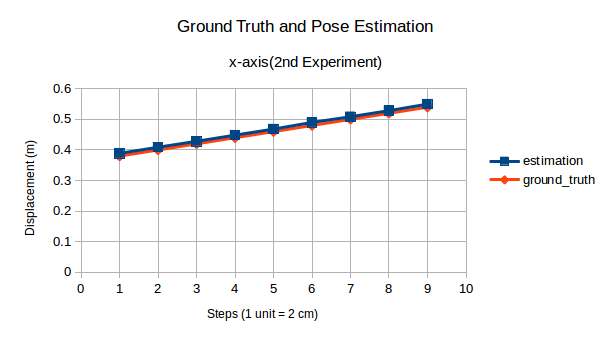 Ground Truth and Pose Estimation
x-axis(2nd Experiment)
0.6
0.5
0.4
0.3
0.2
0.1
0
Displacement (m)
0 1 2 3 4 5 6 7 8 9 10
Steps (1 unit = 2 cm)
estimation
ground_truth